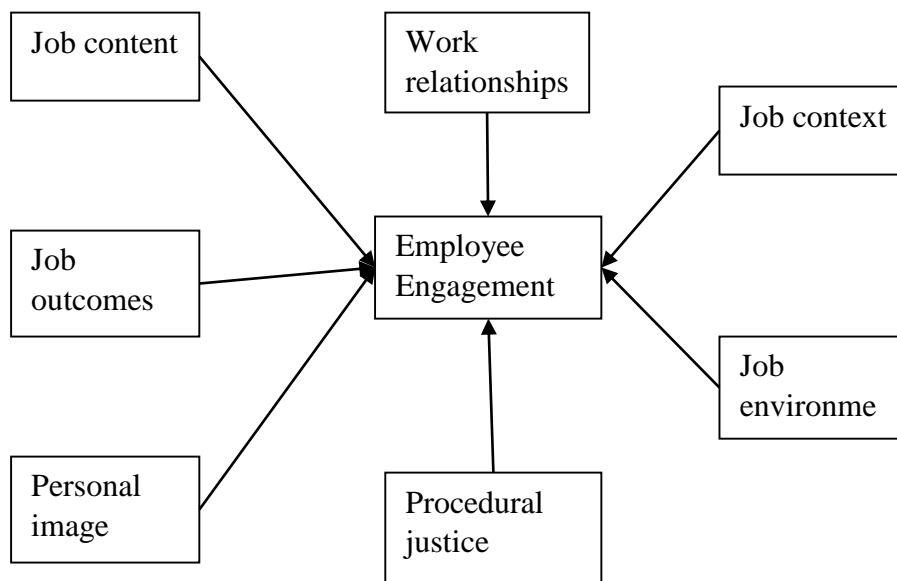 Job content
Work
relationships
Job context
Employee
Engagement
Job
outcomes
Job
environme
Personal
image
Procedural
justice